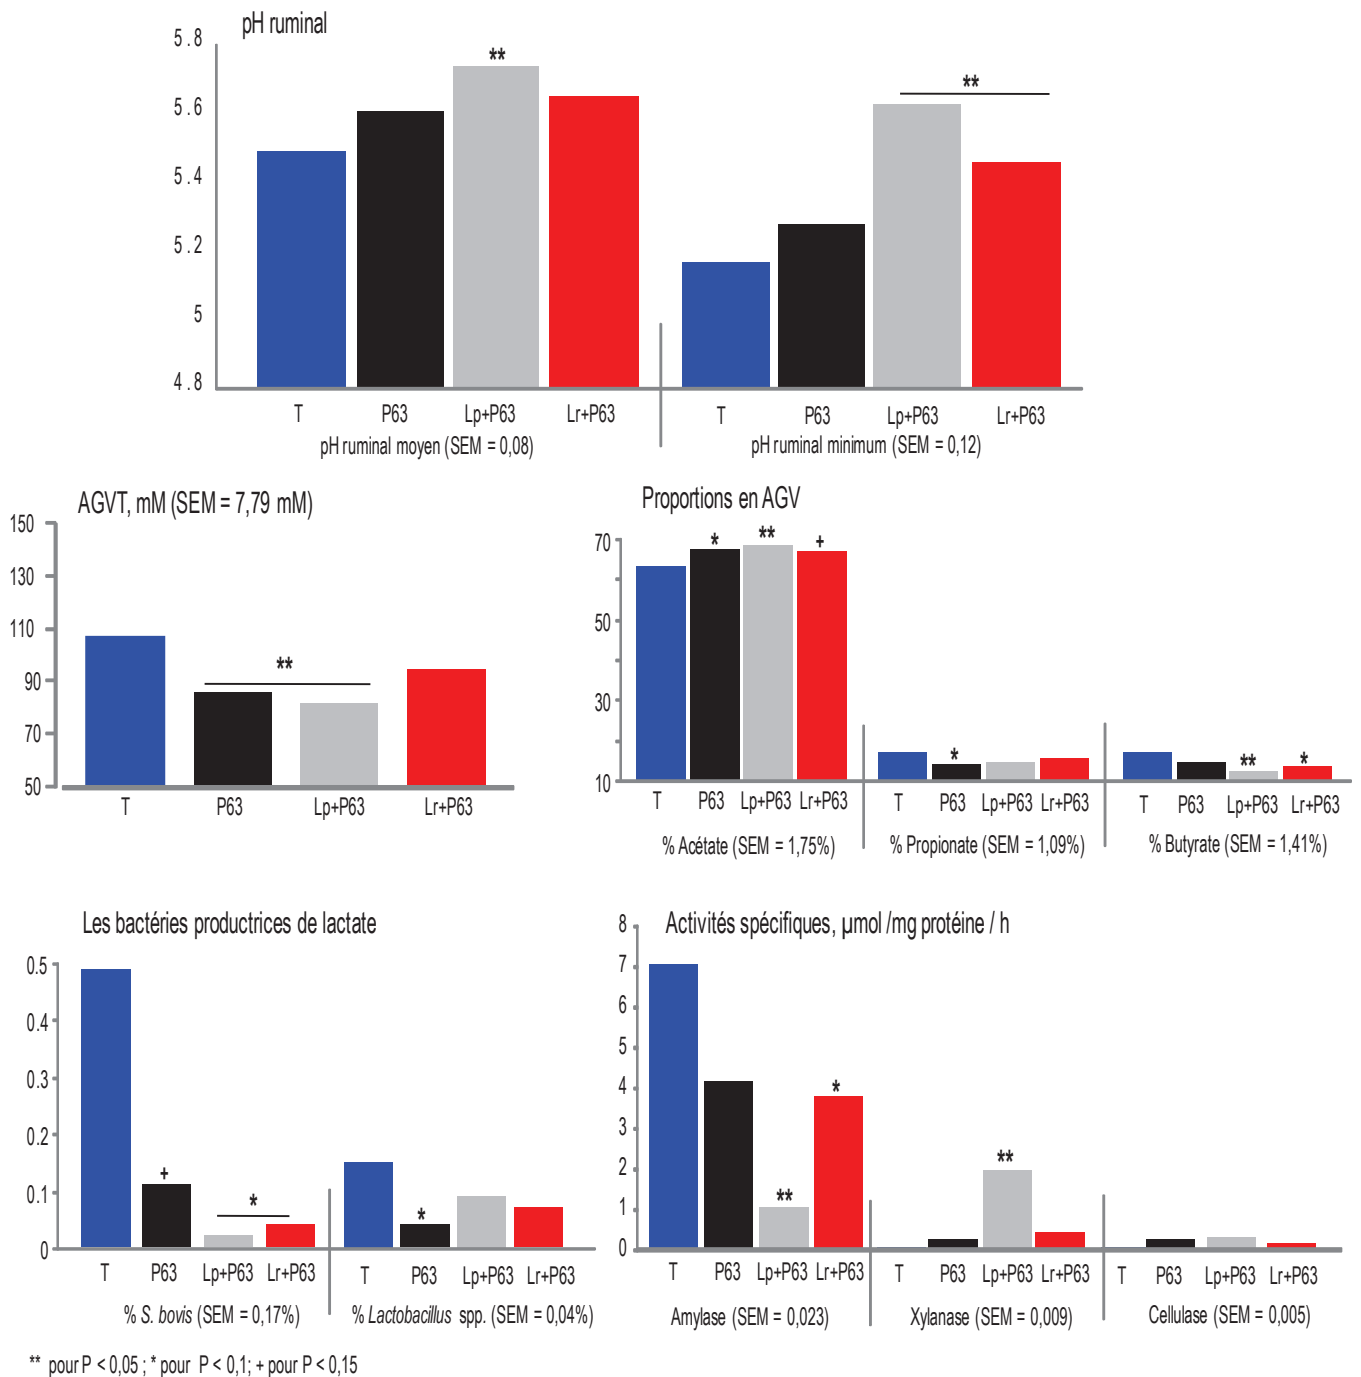 pH ruminal
5.8
5.6
5.4
5.2
5
4.8
** **
T P63 Lp+P63 Lr+P63 T P63 Lp+P63 Lr+P63
pH ruminal moyen (SEM = 0,08) pH ruminal minimum (SEM = 0,12)
AGVT, mM (SEM = 7,79 mM)
150
130
110
90
70
50
**
T P63 Lp+P63 Lr+P63
Proportions en AGV
70
50
30
10
* ** + * ** *
T P63 Lp+P63 Lr+P63 T P63 Lp+P63 Lr+P63 T P63 Lp+P63 Lr+P63
% Acétate (SEM = 1,75%) % Propionate (SEM = 1,09%) % Butyrate (SEM = 1,41%)
Les bactéries productrices de lactate
0.5
0.4
0.3
0.2
0.1
0
+ * *
T P63 Lp+P63 Lr+P63 T P63 Lp+P63 Lr+P63
% S. bovis (SEM = 0,17%) % Lactobacillus spp. (SEM = 0,04%)
Activités spécifiques, µmol /mg protéine / h
8
7
6
5
4
3
2
1
0
** * **
T P63 Lp+P63 Lr+P63 T P63 Lp+P63 Lr+P63 T P63 Lp+P63 Lr+P63
Amylase (SEM = 0,023) Xylanase (SEM = 0,009) Cellulase (SEM = 0,005)
** pour P < 0,05 ; * pour P < 0,1; + pour P < 0,15